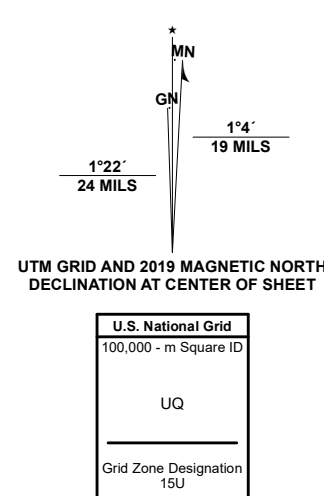 ★
MN
GN
1°4´
19 MILS
1°22´
24 MILS
UTM GRID AND 2019 MAGNETIC NORTH
DECLINATION AT CENTER OF SHEET
U.S. National Grid
100,000 - m Square ID
UQ
Grid Zone Designation
15U